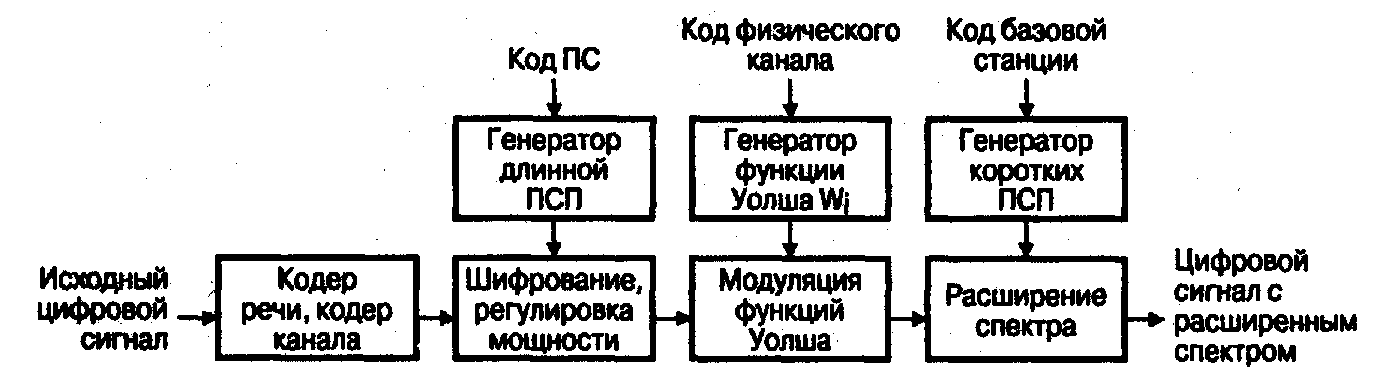 Код ПС
Код физического
канала
Код базовой
станции
Генератор
длинной
ПСП
Генератор
функции
Уолша Wi
Генератор
коротких
ПСП
Исходный
цифровой
сигнал
Кодер
речи, кодер
канала
Шифрование,
регулировка
мощности
Модуляция
функций
Уолша
Расширение
спектра
Цифровой
сигнал с
расширенным
спектром